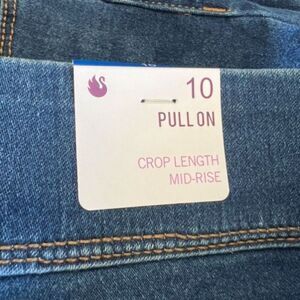 10
PULL ON
CROP LENGTH
MID-RISE